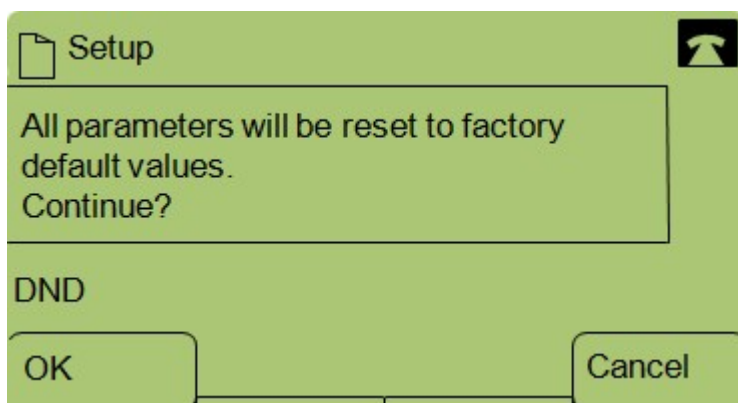 Setup
All parameters will be reset to factory
default values.
Continue?
DND
OK
Cancel